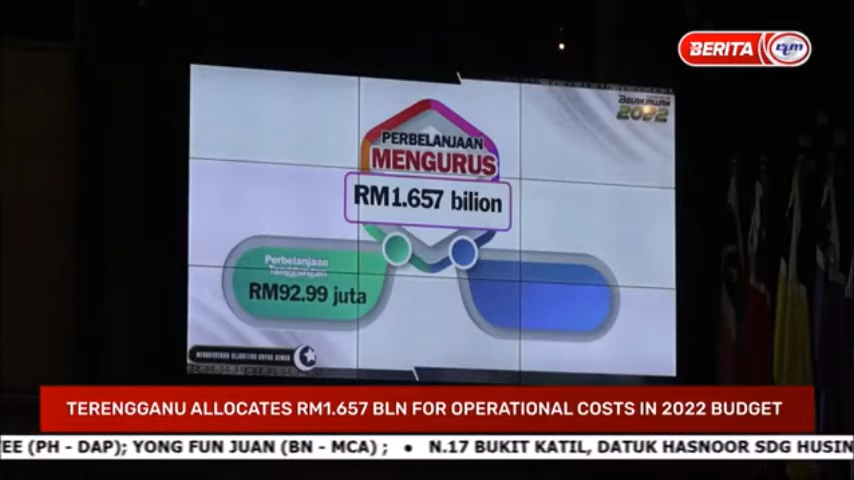 BERITA rtm
2022
PERBELANJAAN
MENGURUS
RM1.657 bilion
Perbelanjaan
Tanggungan
RM92.99 juta
TERENGGANU ALLOCATES RM1.657 BLN FOR OPERATIONAL COSTS IN 2022 BUDGET
EE (PH - DAP); YONG FUN JUAN (BN - MCA) ; • N.17 BUKIT KATIL, DATUK HASNOOR SDG HUSIN